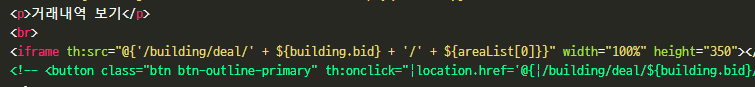 <p>거래내역 보기</p>
<br>
<iframe th:src="@{'/building/deal/' + ${building.bid} + '/' + ${areaList[0]}}" width="100%" height="350"></
<!-- <button class="btn btn-outline-primary" th:onclick="|location.href='@{|/building/deal/${building.bid}/